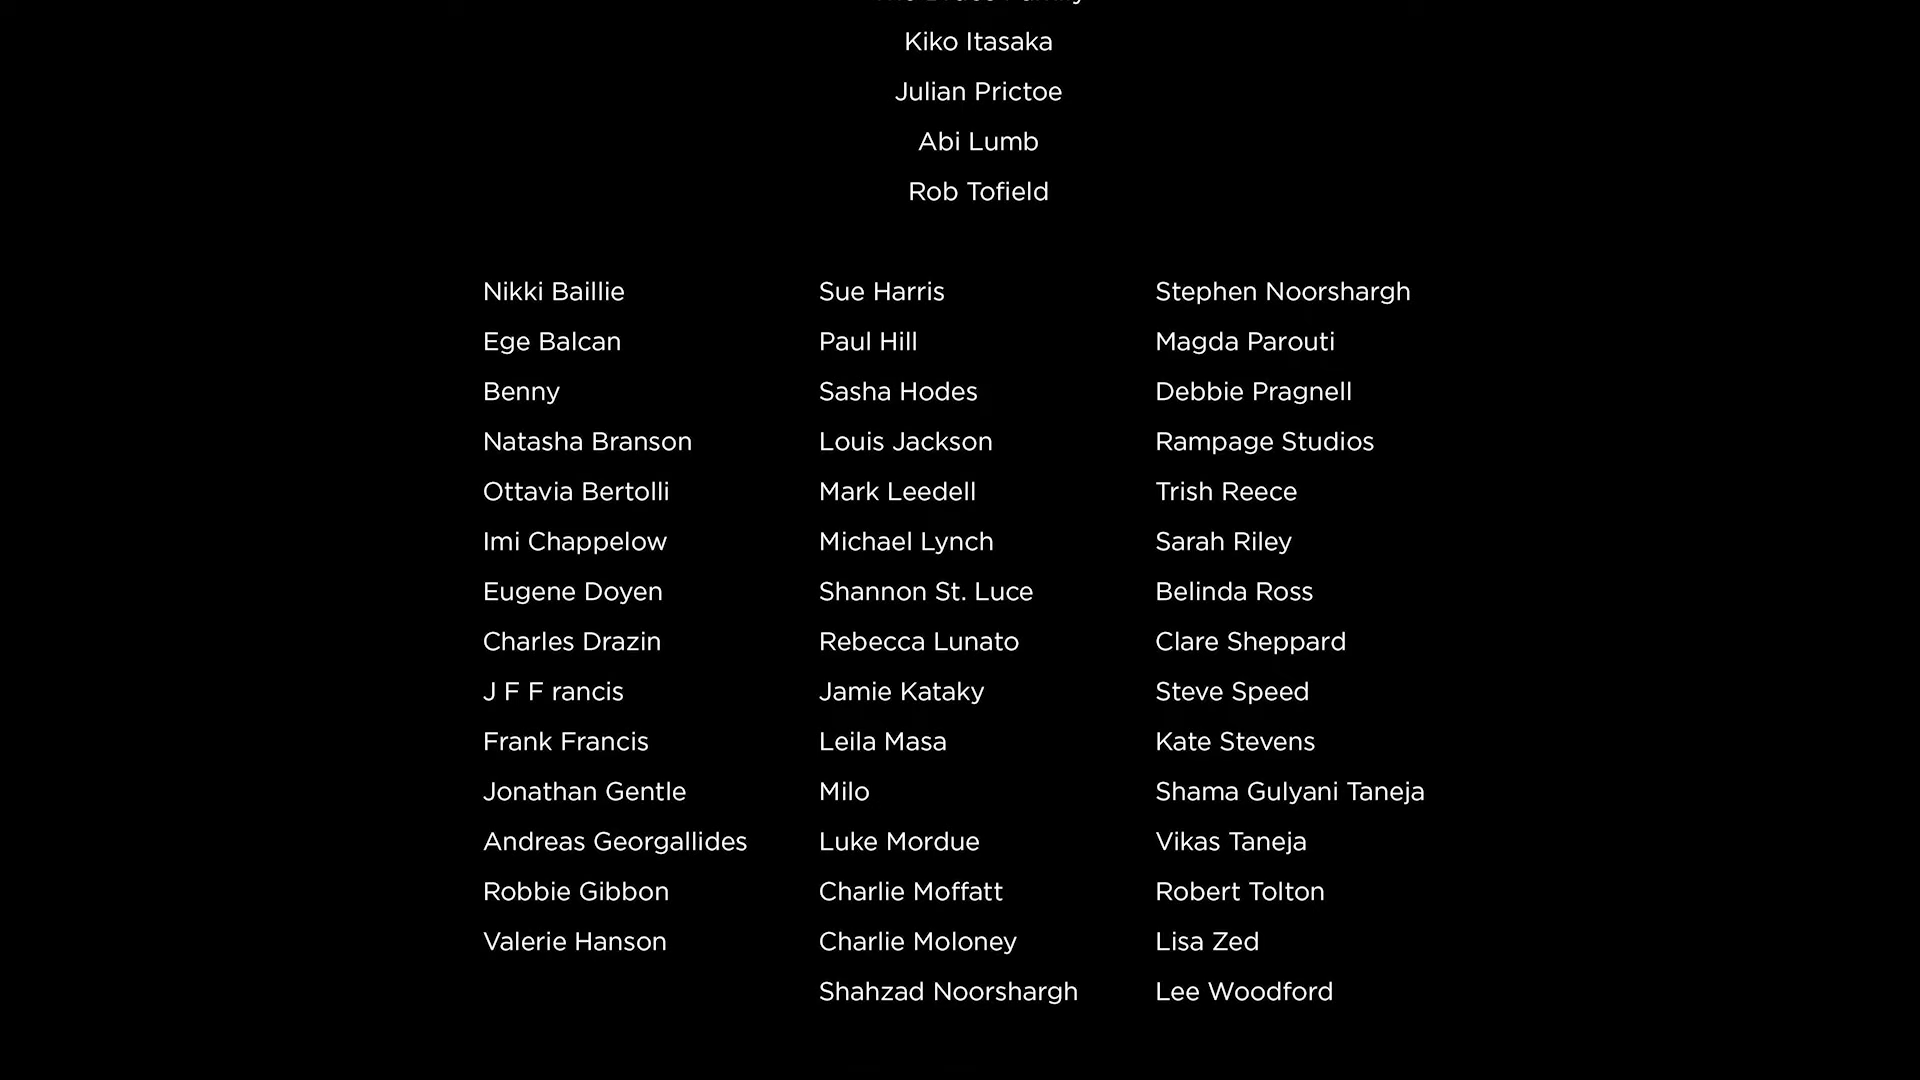 Kiko Itasaka
Julian Prictoe
Abi Lumb
Rob Tofield
Nikki Baillie
Ege Balcan
Benny
Natasha Branson
Ottavia Bertolli
Imi Chappelow
Eugene Doyen
Charles Drazin
J F F rancis
Frank Francis
Jonathan Gentle
Andreas Georgallides
Robbie Gibbon
Valerie Hanson
Sue Harris
Paul Hill
Sasha Hodes
Louis Jackson
Mark Leedell
Michael Lynch
Shannon St. Luce
Rebecca Lunato
Jamie Kataky
Leila Masa
Milo
Luke Mordue
Charlie Moffatt
Charlie Moloney
Shahzad Noorshargh
Stephen Noorshargh
Magda Parouti
Debbie Pragnell
Rampage Studios
Trish Reece
Sarah Riley
Belinda Ross
Clare Sheppard
Steve Speed
Kate Stevens
Shama Gulyani Taneja
Vikas Taneja
Robert Tolton
Lisa Zed
Lee Woodford